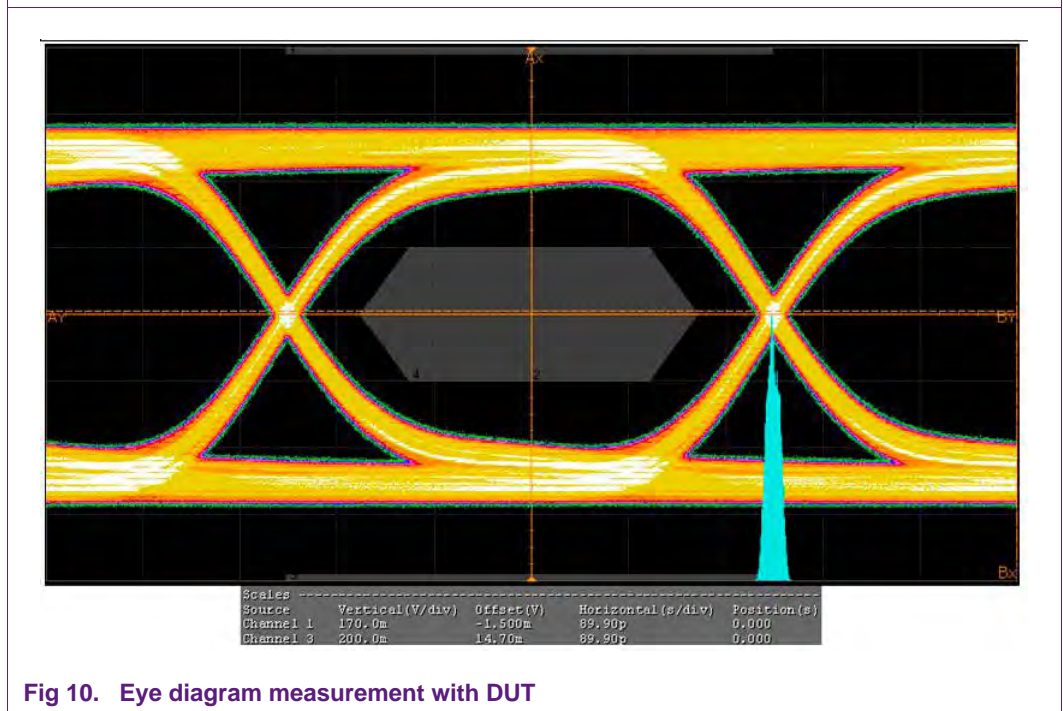 Ax
AY
BY
4
2
Bx
Scales
Source Vertical(V/div) Offset(V) Horizontal(s/div) Position(s)
Channel 1 170.0m -1.500m 89.90p 0.000
Channel 3 200.0m 14.70m 89.90p 0.000
Fig 10. Eye diagram measurement with DUT